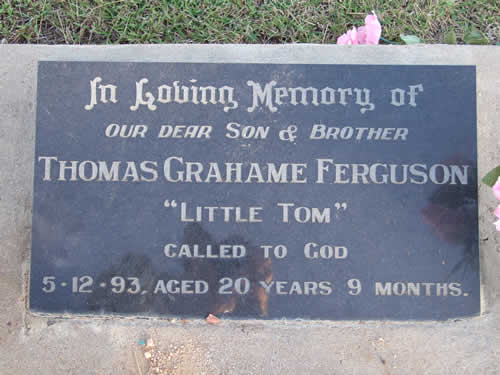 In Loving Memory of
OUR DEAR SON & BROTHER
THOMAS GRAHAME FERGUSON
"LITTLE TOM"
CALLED TO GOD
5·12·93. AGED 20 YEARS 9 MONTHS.